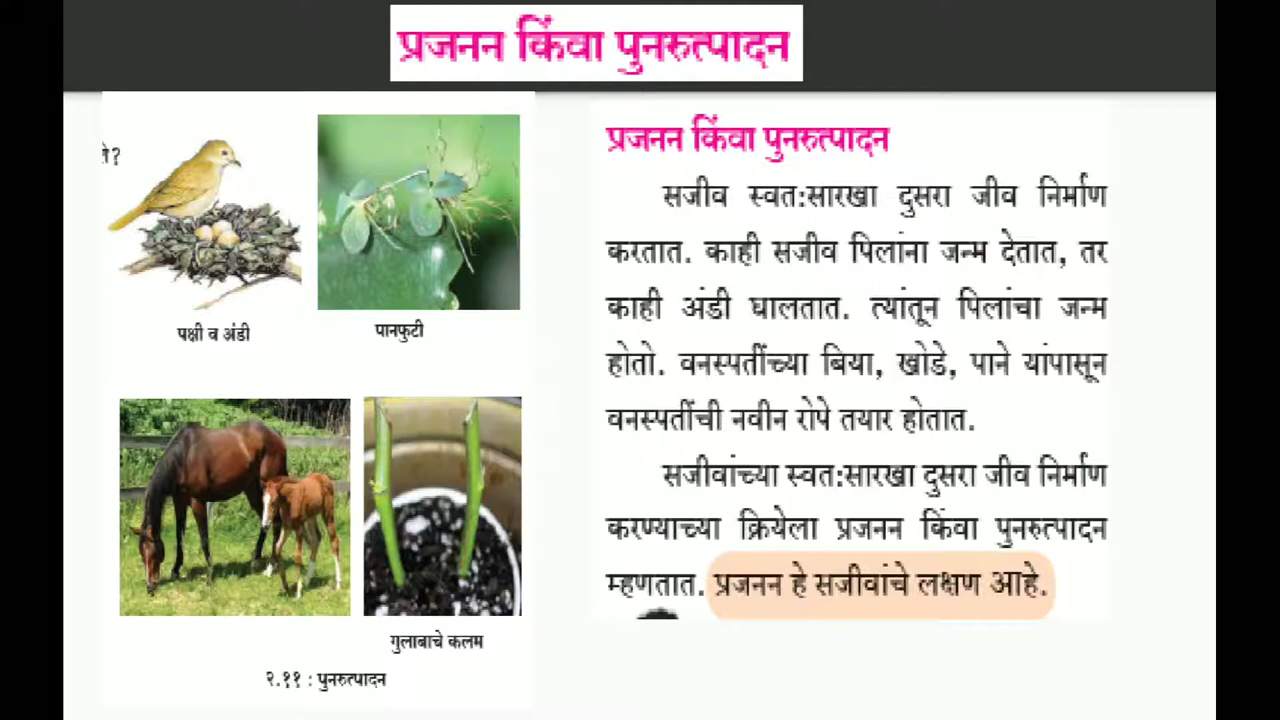 प्रजनन किंवा पुनरुत्पादन
पक्षी व अंडी
पानफुटी
गुलाबाचे कलम
२.११ : पुनरुत्पादन
प्रजनन किंवा पुनरुत्पादन
सजीव स्वत:सारखा दुसरा जीव निर्माण
करतात. काही सजीव पिलांना जन्म देतात, तर
काही अंडी घालतात. त्यांतून पिलांचा जन्म
होतो. वनस्पतींच्या बिया, खोडे, पाने यांपासून
वनस्पतींची नवीन रोपे तयार होतात.
सजीवांच्या स्वत:सारखा दुसरा जीव निर्माण
करण्याच्या क्रियेला प्रजनन किंवा पुनरुत्पादन
म्हणतात. प्रजनन हे सजीवांचे लक्षण आहे.